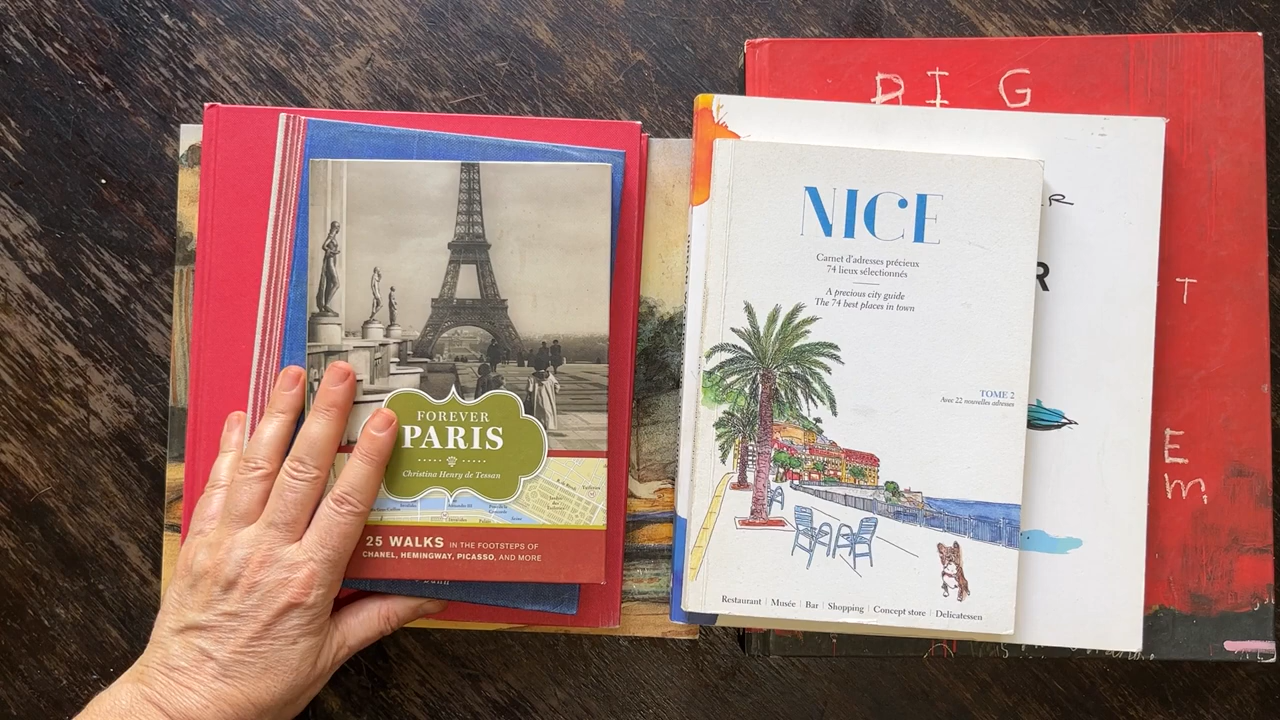 FOREVER
PARIS
Christina Henry de Tessan
25 WALKS IN THE FOOTSTEPS OF
CHANEL, HEMINGWAY, PICASSO, AND MORE
BIG
NICE
Carnet d'adresses précieux
74 lieux sélectionnés
A precious city guide
The 74 best places in town
TOME 2
Avec 22 nouvelles adresses
Restaurant | Musée | Bar | Shopping | Concept store | Delicatessen
R
R
T
E
m